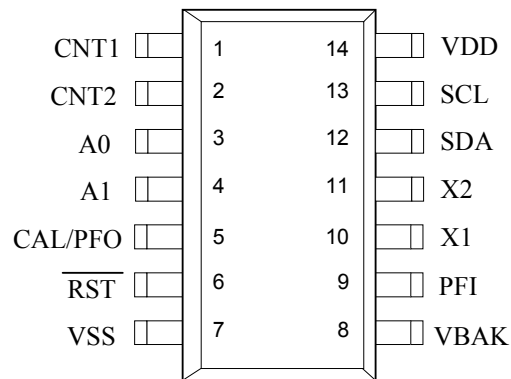 CNT1 1 14 VDD
CNT2 2 13 SCL
A0 3 12 SDA
A1 4 11 X2
CAL/PFO 5 10 X1
RST 6 9 PFI
VSS 7 8 VBAK